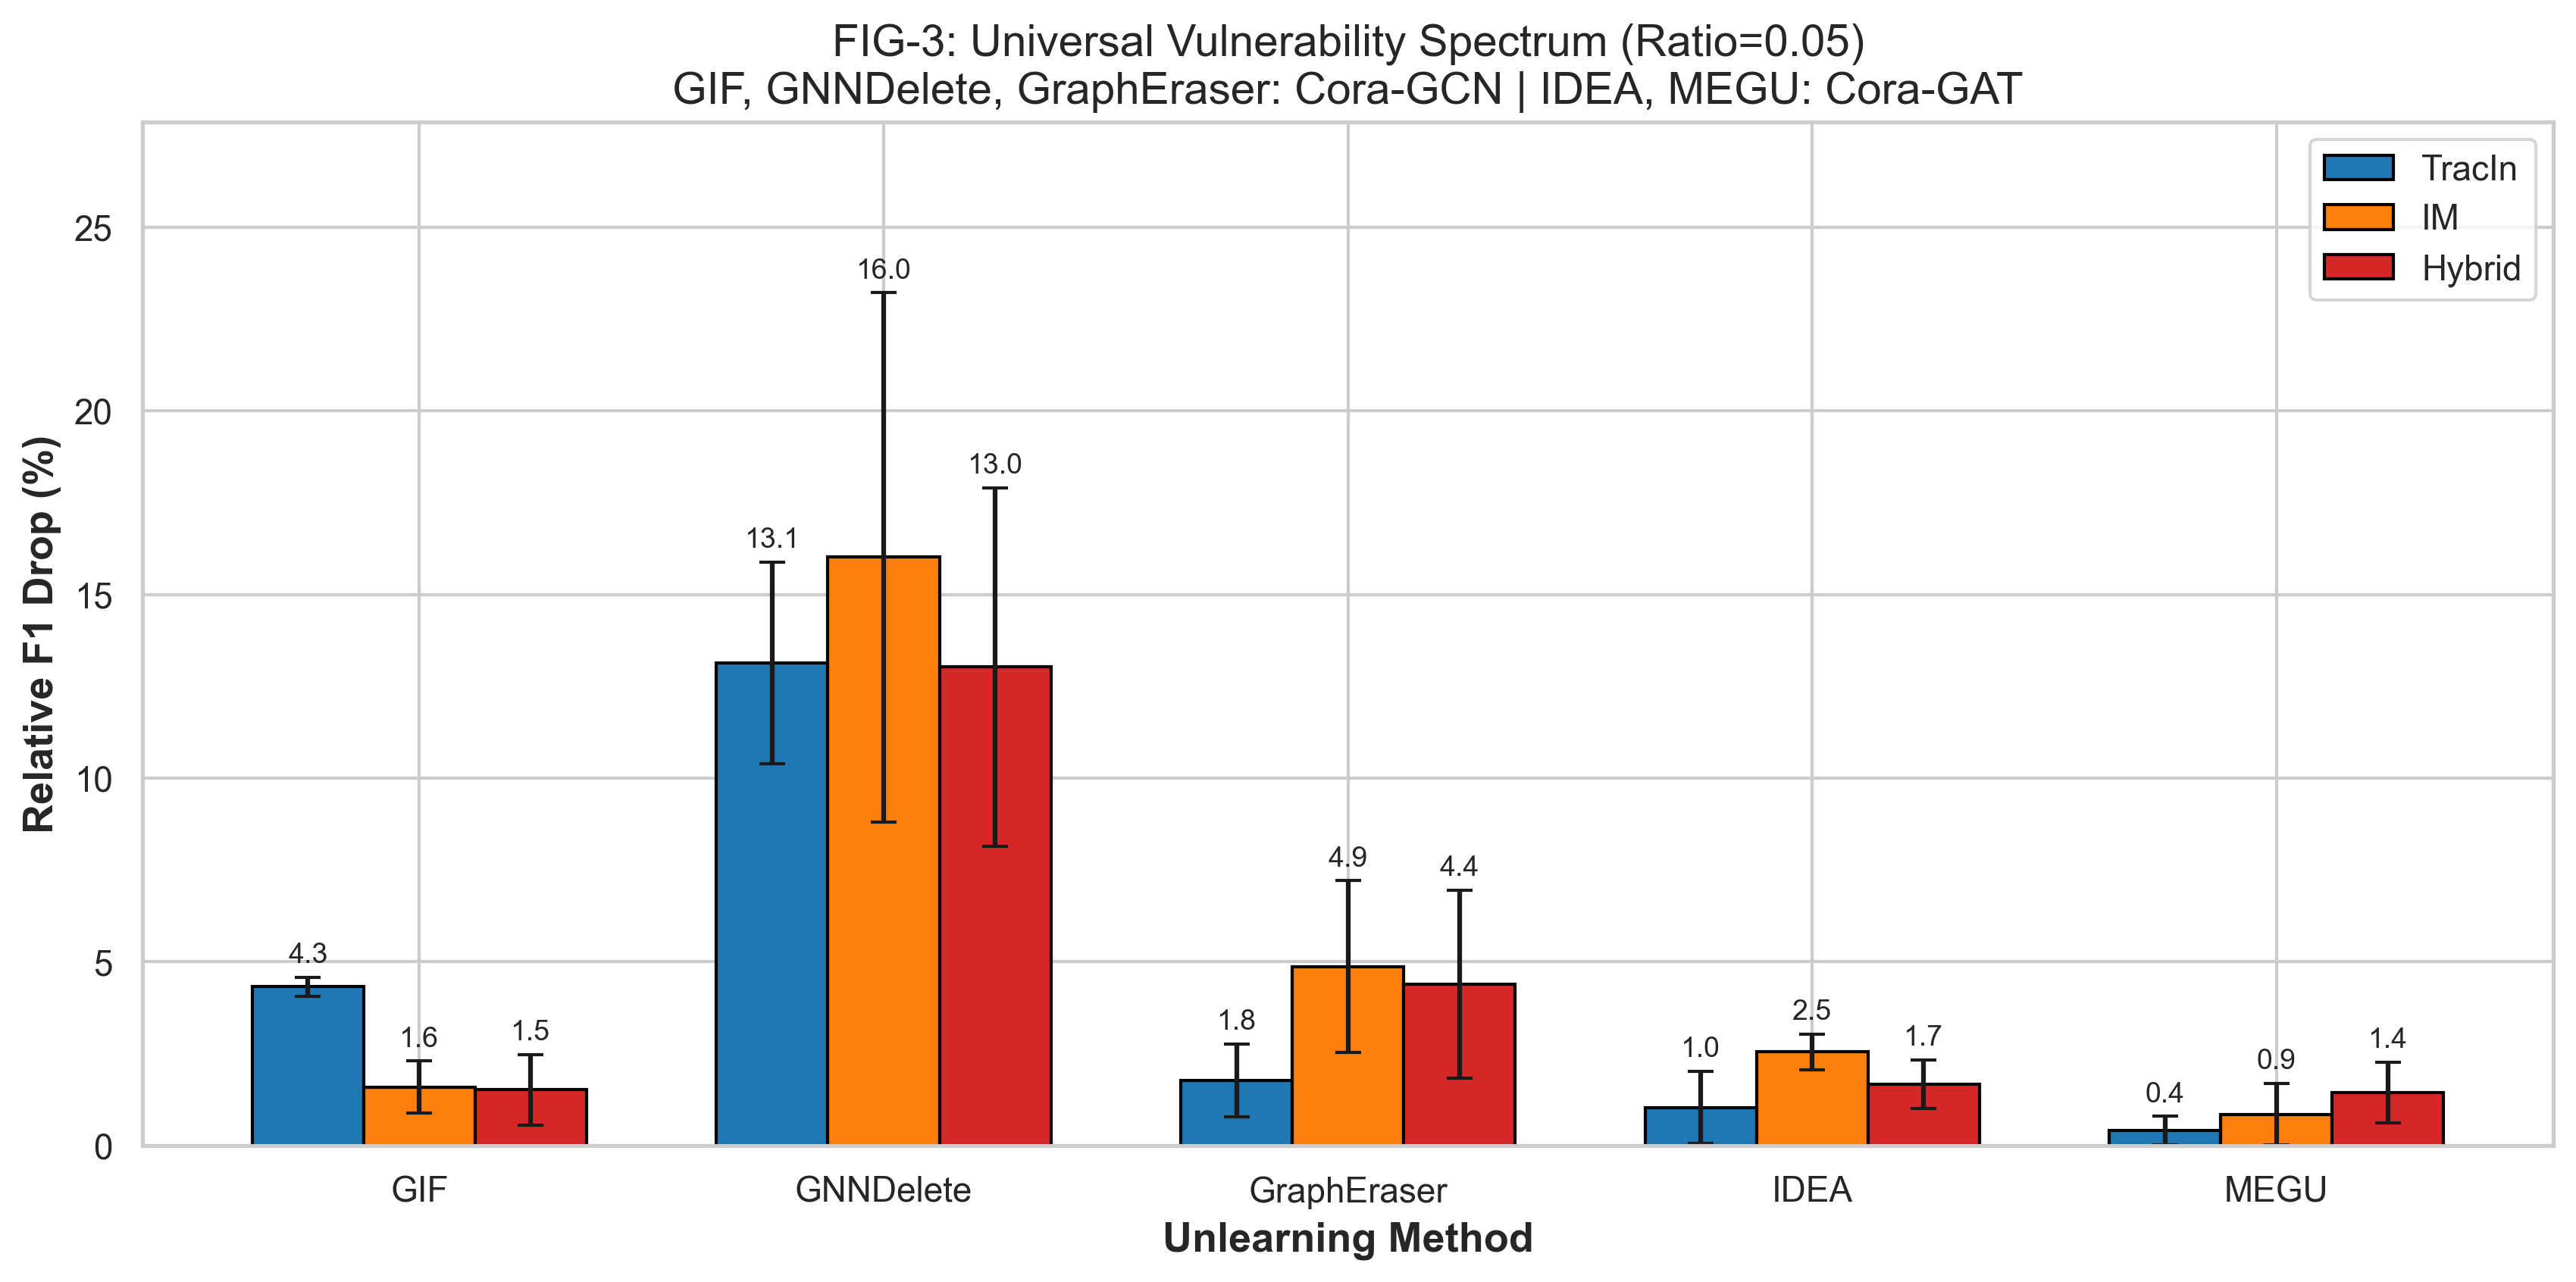 FIG-3: Universal Vulnerability Spectrum (Ratio=0.05)
GIF, GNNDelete, GraphEraser: Cora-GCN | IDEA, MEGU: Cora-GAT
TracIn
IM
Hybrid
Relative F1 Drop (%)
25
20
15
10
5
0
4.3
1.6
1.5
13.1
16.0
13.0
1.8
4.9
4.4
1.0
2.5
1.7
0.4
0.9
1.4
GIF
GNNDelete
GraphEraser
IDEA
MEGU
Unlearning Method